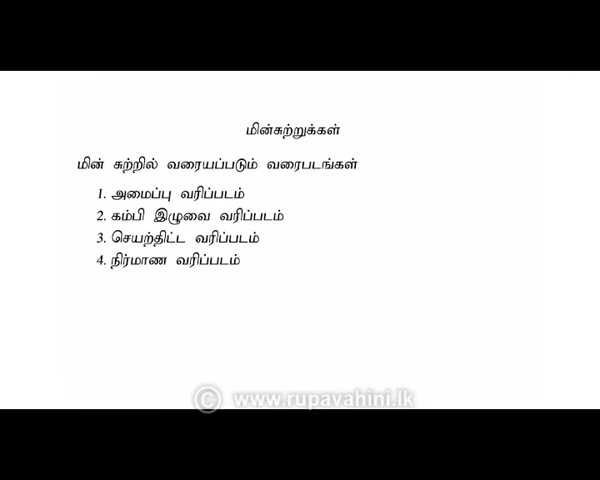 மின்சுற்றுக்கள்
மின் சுற்றில் வரையப்படும் வரைபடங்கள்
1. அமைப்பு வரிப்படம்
2. கம்பி இழுவை வரிப்படம்
3. செயற்திட்ட வரிப்படம்
4. நிர்மாண வரிப்படம்
© www.rupavahini.lk